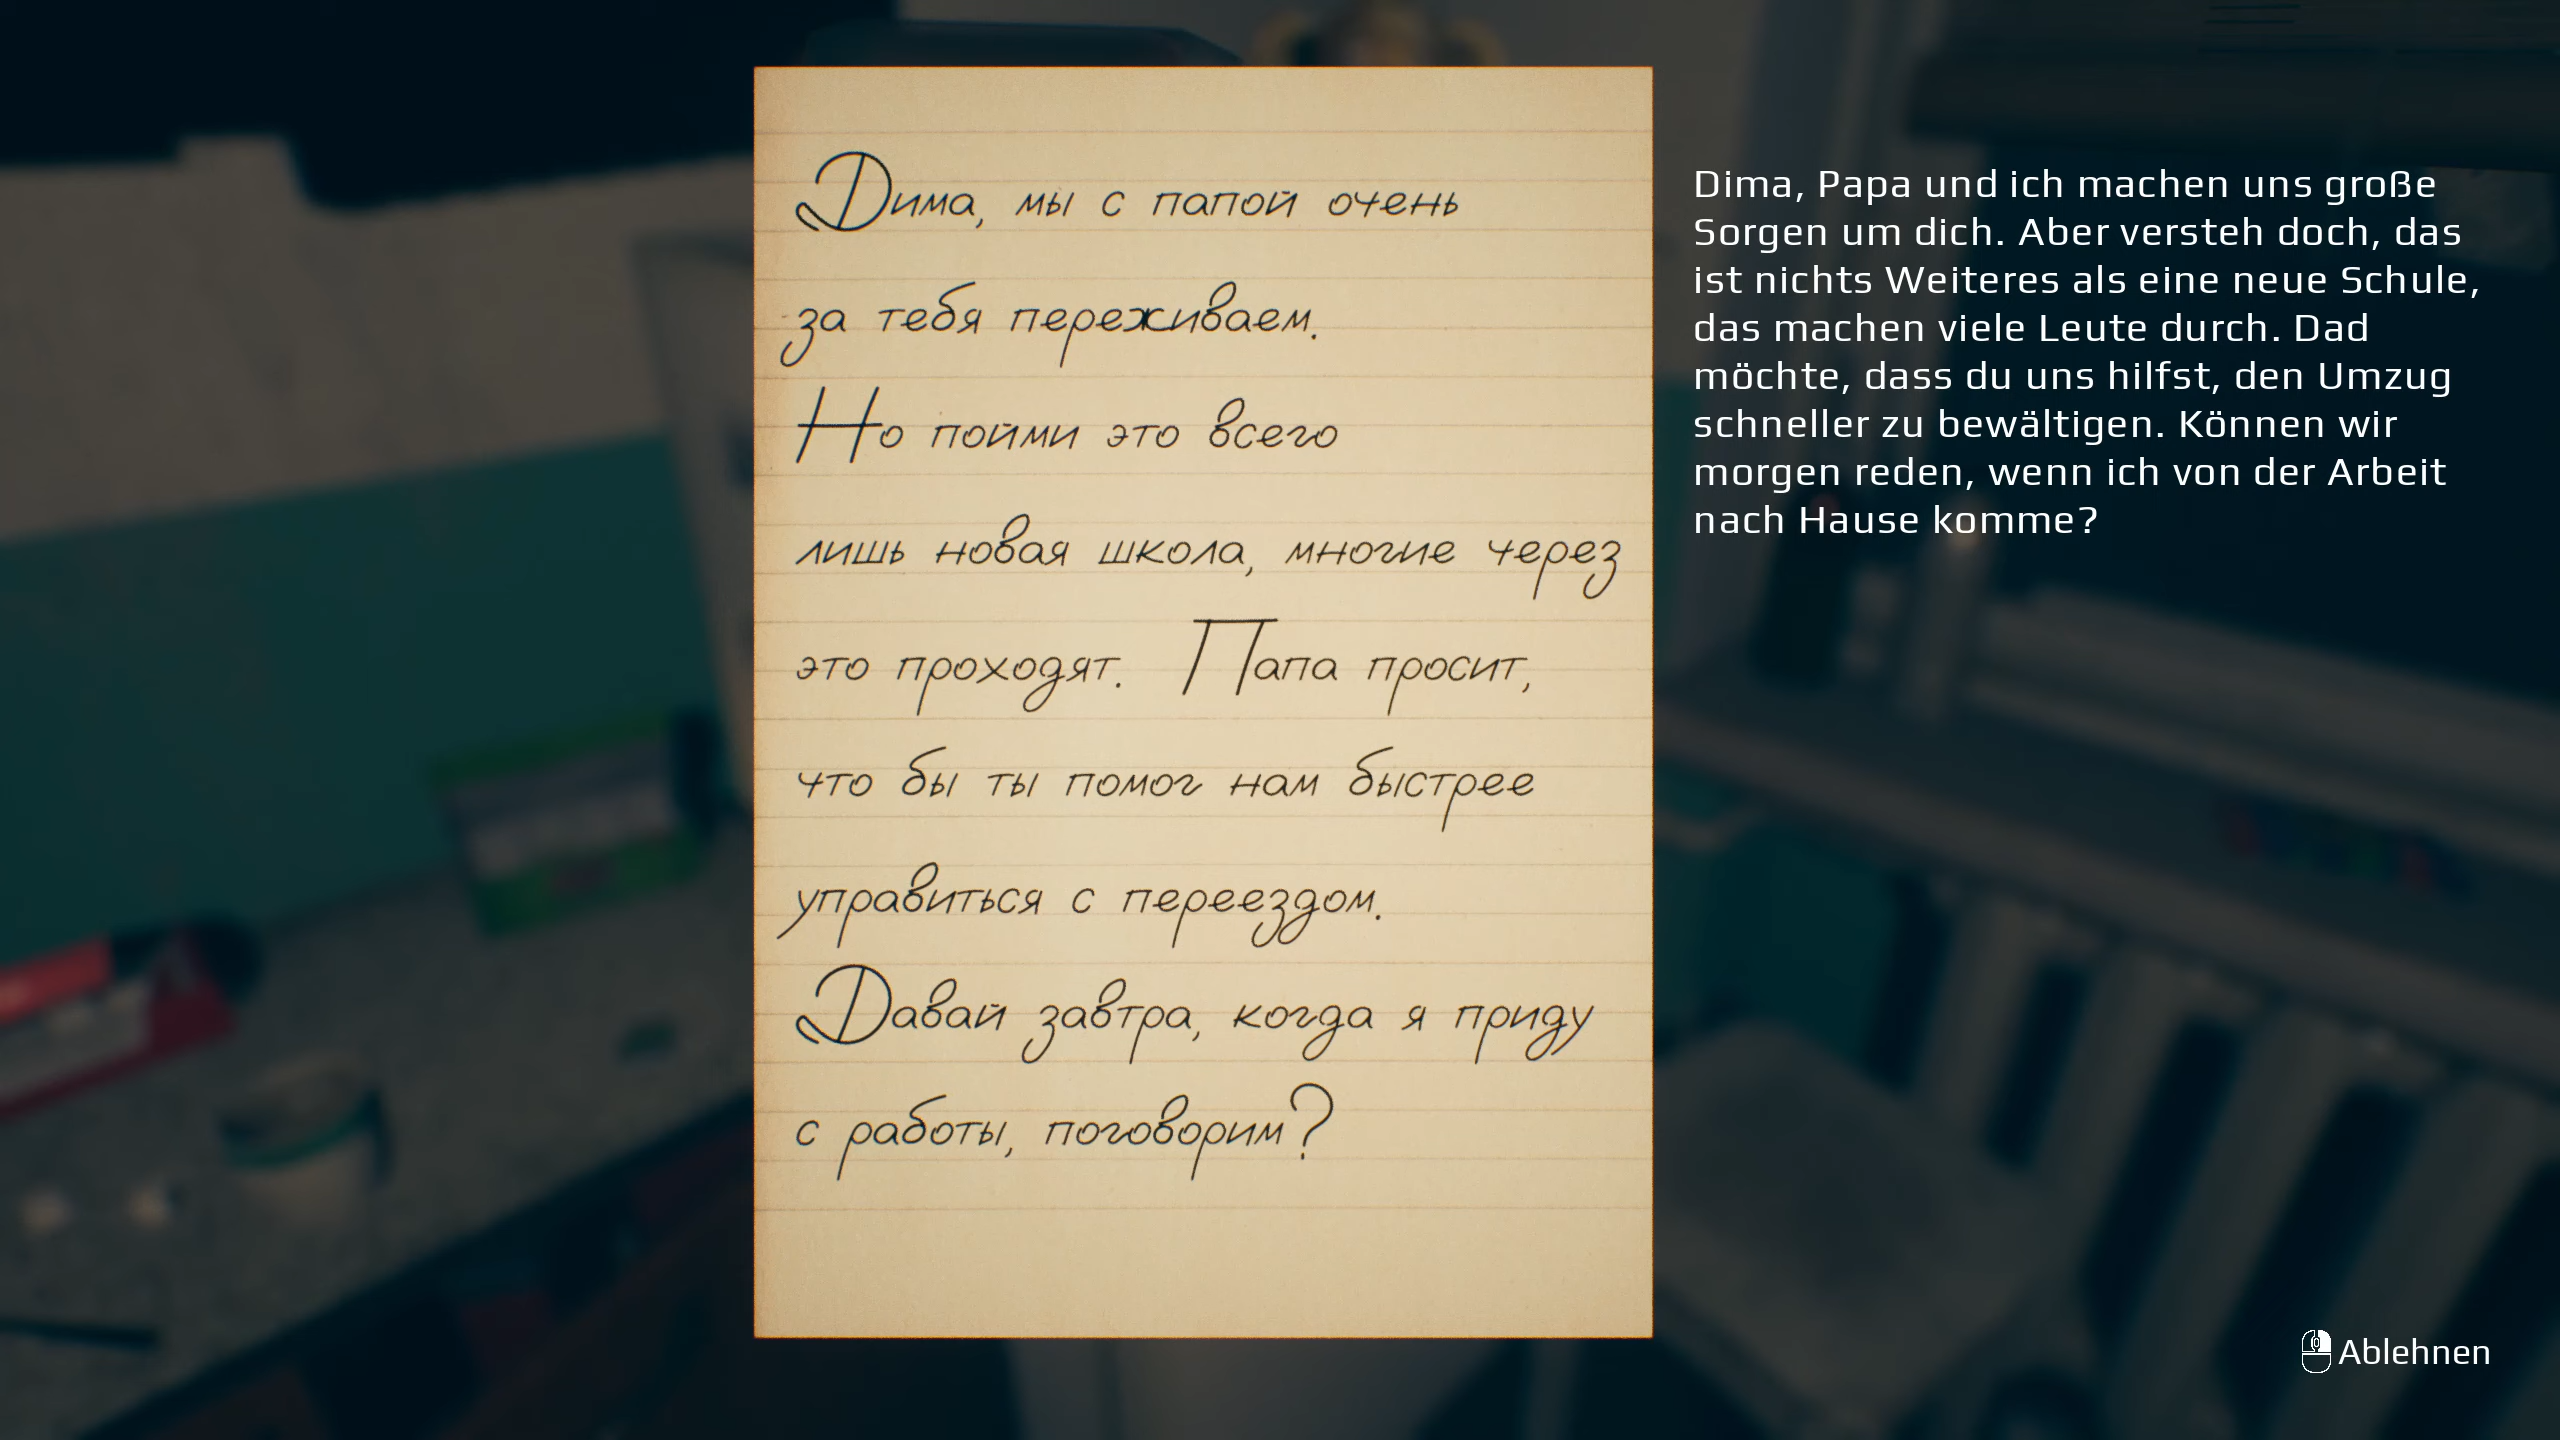 Дима, мы с папой очень
за тебя переживаем.
Но пойми это всего
лишь новая школа, многие через
это проходят. Папа просит,
что бы ты помог нам быстрее
управиться с переездом.
Давай завтра, когда я приду
с работы, поговорим?
Dima, Papa und ich machen uns große
Sorgen um dich. Aber versteh doch, das
ist nichts Weiteres als eine neue Schule,
das machen viele Leute durch. Dad
möchte, dass du uns hilfst, den Umzug
schneller zu bewältigen. Können wir
morgen reden, wenn ich von der Arbeit
nach Hause komme?
Ablehnen